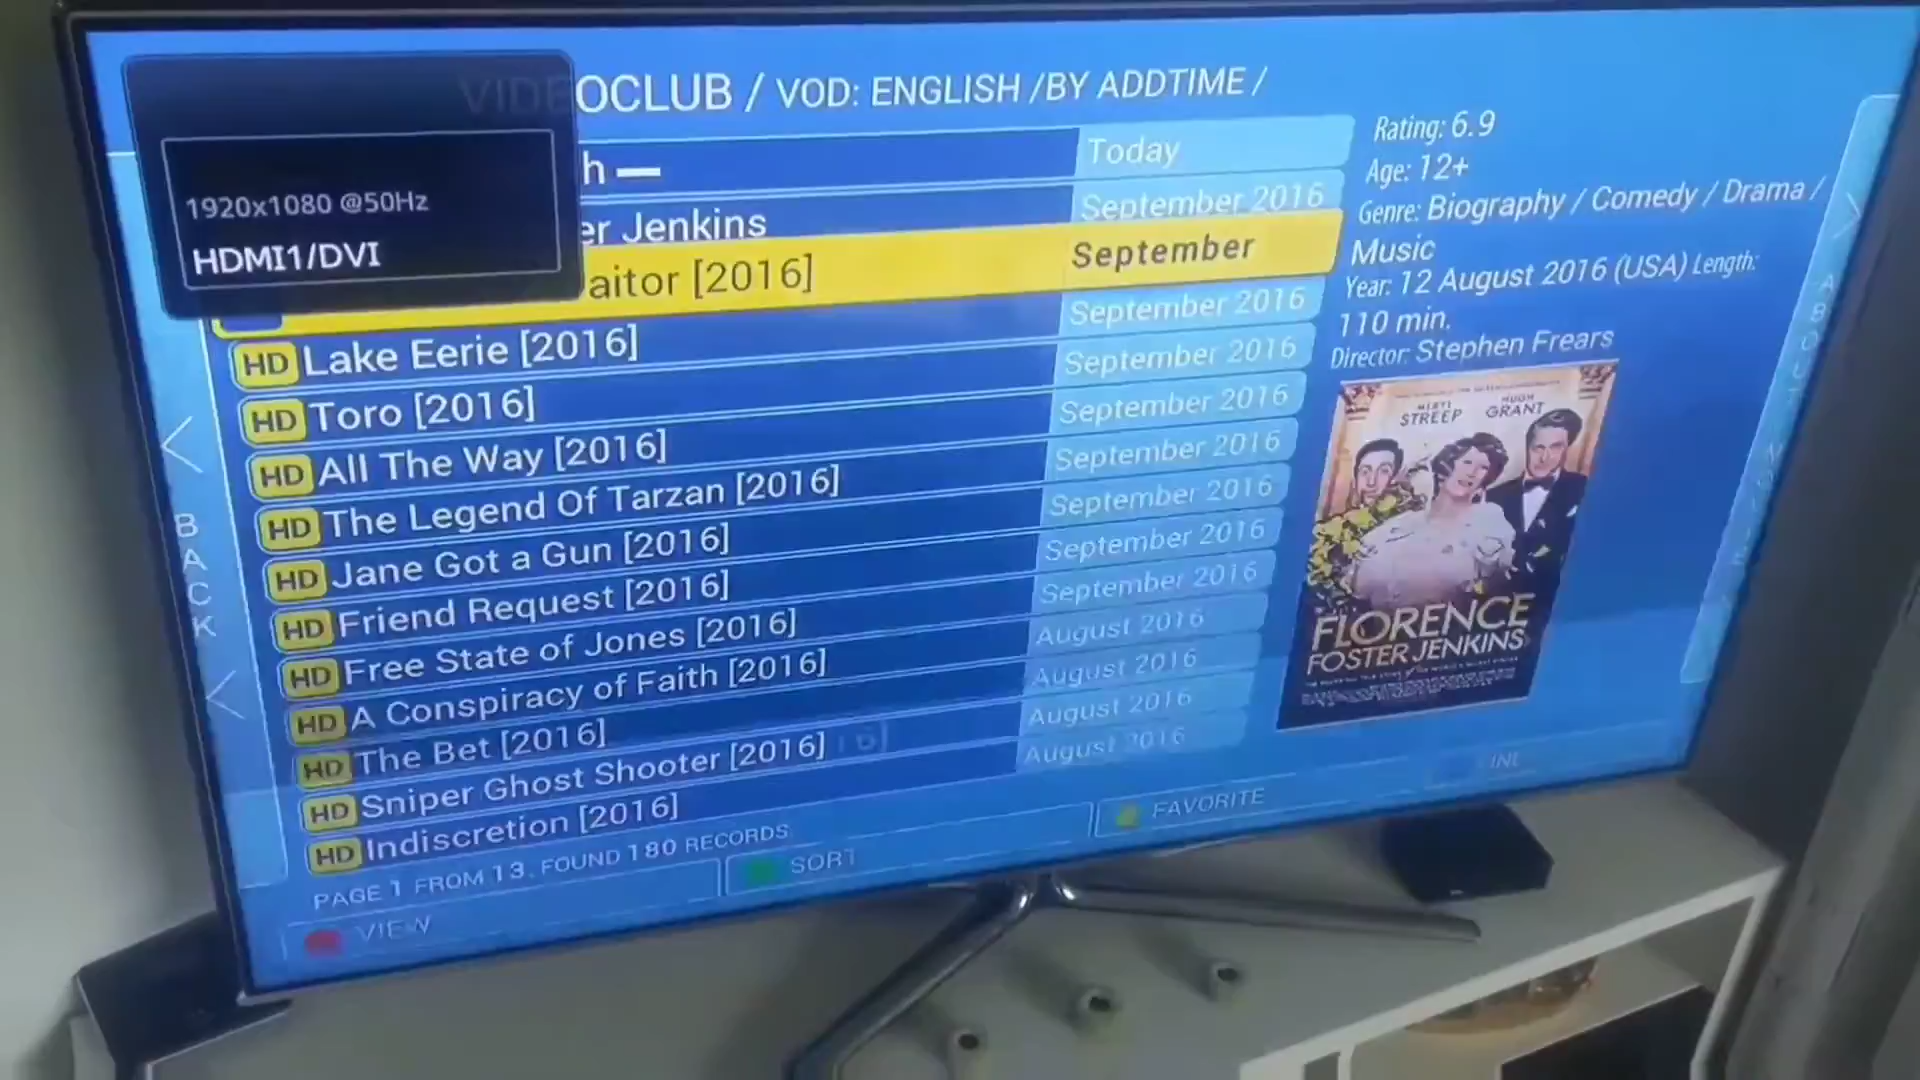 OCLUB / VOD: ENGLISH /BY ADDTIME /
1920x1080 @50Hz
HDMI1/DVI
h —
Today
er Jenkins
September 2016
aitor [2016]
September
September 2016
HD Lake Eerie [2016]
September 2016
HD Toro [2016]
September 2016
HD All The Way [2016]
September 2016
HD The Legend Of Tarzan [2016]
September 2016
HD Jane Got a Gun [2016]
September 2016
HD Friend Request [2016]
September 2016
HD Free State of Jones [2016]
August 2016
HD A Conspiracy of Faith [2016]
August 2016
HD The Bet [2016]
August 2016
HD Sniper Ghost Shooter [2016]
August 2016
HD Indiscretion [2016]
PAGE 1 FROM 13. FOUND 180 RECORDS.
VIEW
SORT
FAVORITE
BACK
Rating: 6.9
Age: 12+
Genre: Biography / Comedy / Drama /
Music
Year: 12 August 2016 (USA) Length:
110 min.
Director: Stephen Frears
STREEP
HUGH
GRANT
FLORENCE
FOSTER JENKINS